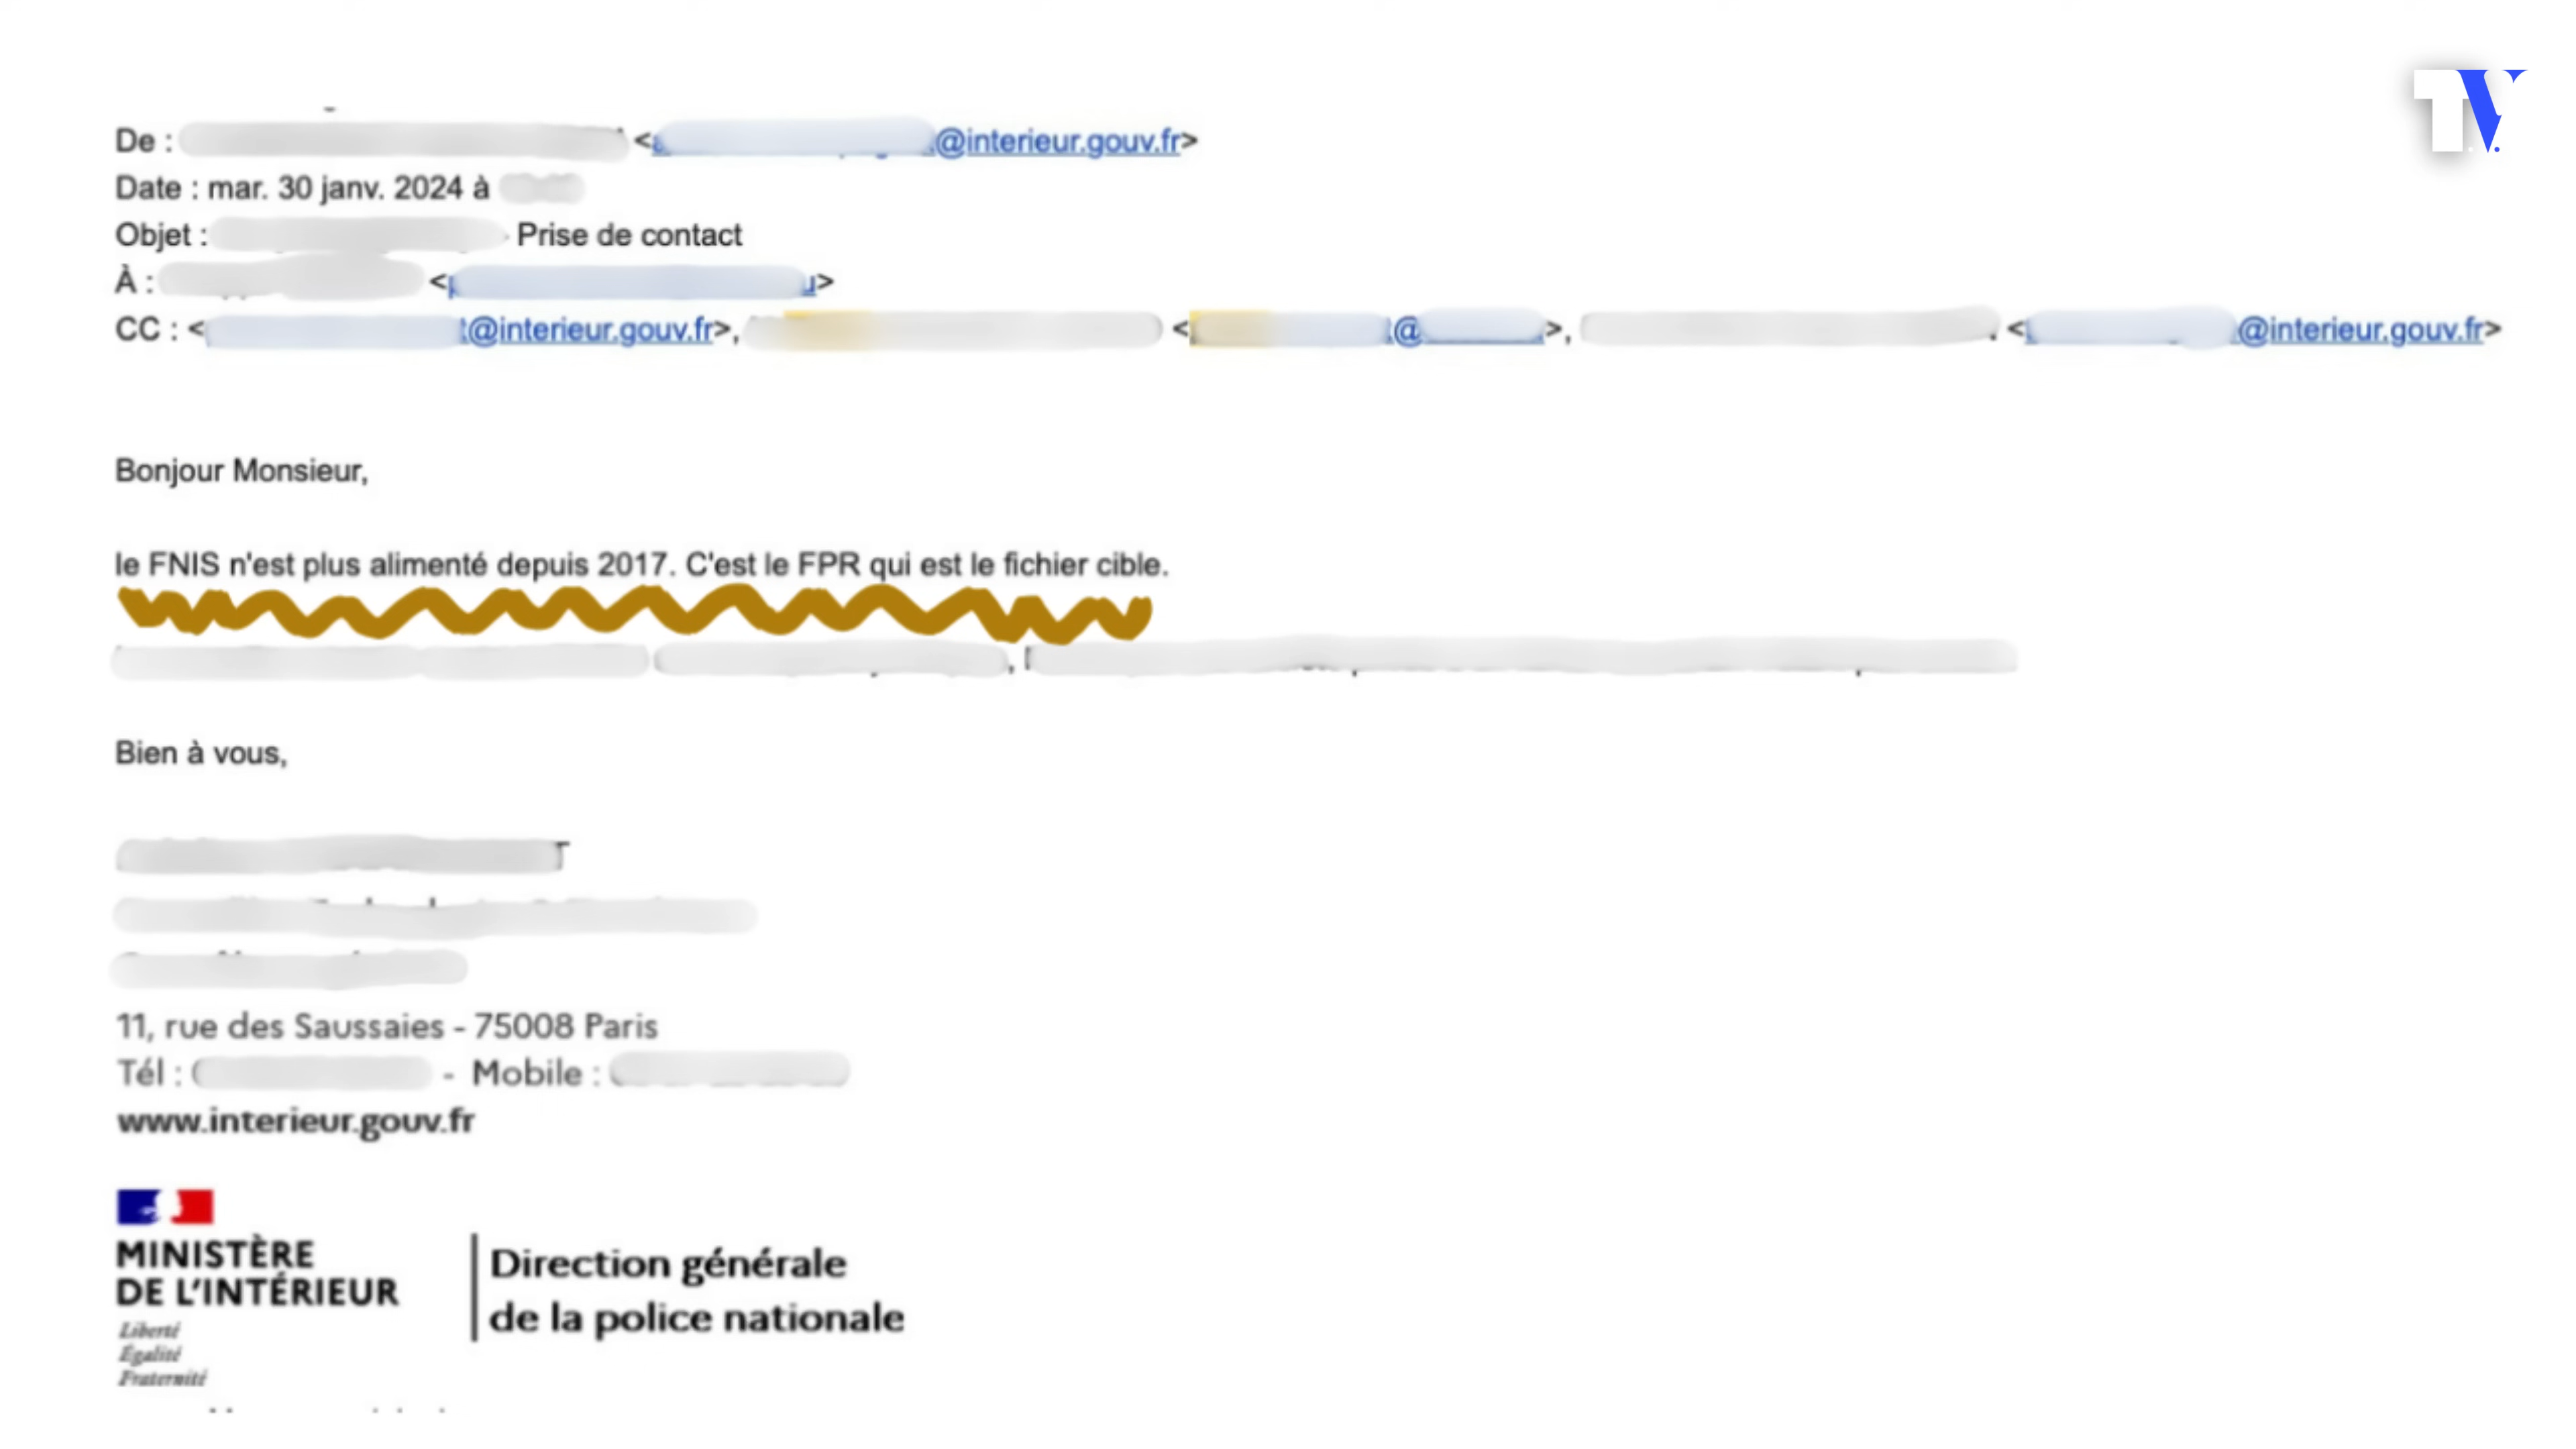 De : < @interieur.gouv.fr>
Date : mar. 30 janv. 2024 à
Objet : Prise de contact
À : < >
CC : < @interieur.gouv.fr>, < @ >, < @interieur.gouv.fr>
Bonjour Monsieur,
le FNIS n'est plus alimenté depuis 2017. C'est le FPR qui est le fichier cible.
Bien à vous,
11, rue des Saussaies - 75008 Paris
Tél : - Mobile :
www.interieur.gouv.fr
MINISTÈRE
DE L'INTÉRIEUR
Liberté
Égalité
Fraternité
Direction générale
de la police nationale
TV